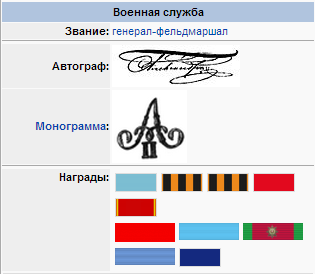 Военная служба
Звание: генерал-фельдмаршал
Автограф:
Монограмма:
Награды: